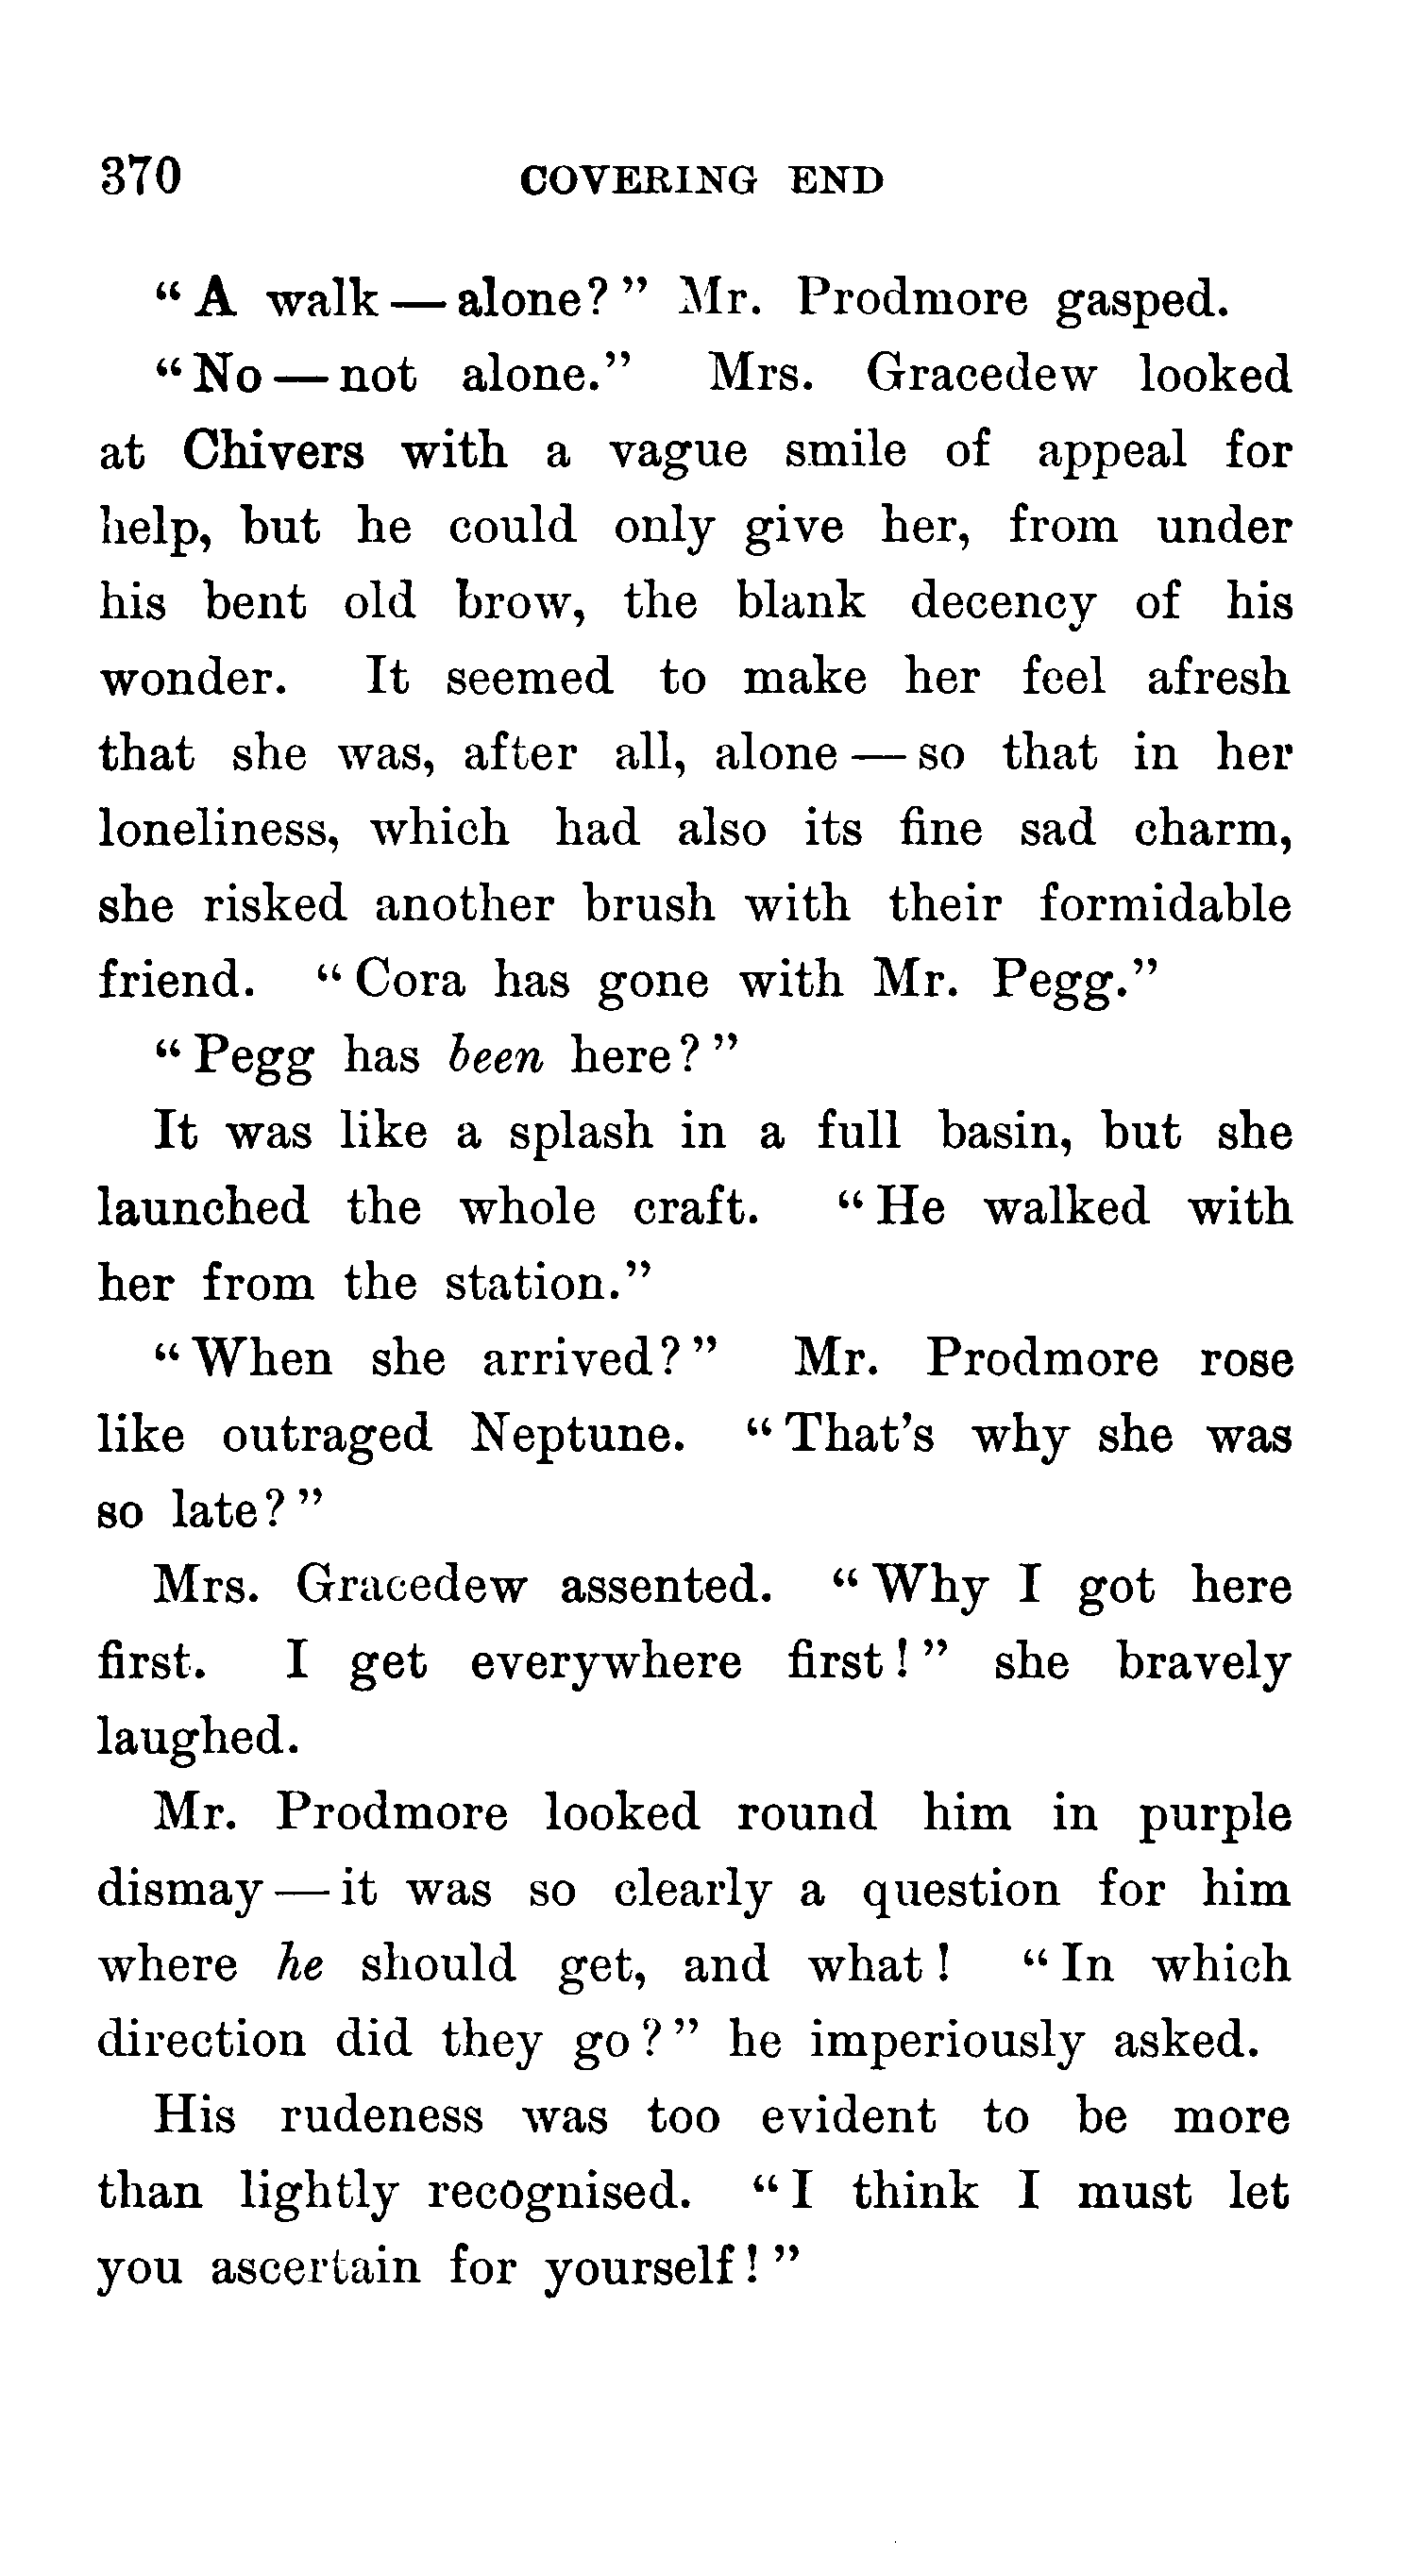 370 COVERING END
“A walk—alone?” Mr. Prodmore gasped.
“No—not alone.” Mrs. Gracedew looked
at Chivers with a vague smile of appeal for
help, but he could only give her, from under
his bent old brow, the blank decency of his
wonder. It seemed to make her feel afresh
that she was, after all, alone—so that in her
loneliness, which had also its fine sad charm,
she risked another brush with their formidable
friend. “Cora has gone with Mr. Pegg.”
“Pegg has been here?”
It was like a splash in a full basin, but she
launched the whole craft. “He walked with
her from the station.”
“When she arrived?” Mr. Prodmore rose
like outraged Neptune. “That’s why she was
so late?”
Mrs. Gracedew assented. “Why I got here
first. I get everywhere first!” she bravely
laughed.
Mr. Prodmore looked round him in purple
dismay—it was so clearly a question for him
where he should get, and what! “In which
direction did they go?” he imperiously asked.
His rudeness was too evident to be more
than lightly recognised. “I think I must let
you ascertain for yourself!”